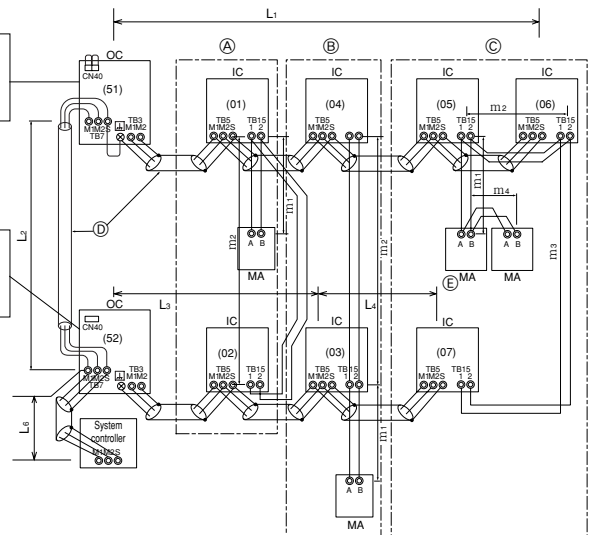 L1
A B C
OC IC IC IC IC
CN40
(51) (01) (04) (05) (06)
TB3
M1M2S M1M2
TB7
TB5 TB15
M1M2S 1 2
TB5
M1M2S
TB5 TB15
M1M2S 1 2
TB5 TB15
M1M2S 1 2
m2
L2
D
m1
m2
m2
m1
m4
m3
A B
MA
A B
MA
A B
MA
E
L3
L4
OC IC IC IC
CN40
(52) (02) (03) (07)
TB3
M1M2S M1M2
TB7
TB5 TB15
M1M2S 1 2
TB5 TB15
M1M2S 1 2
TB5 TB15
M1M2S 1 2
L6
System
controller
M1M2S
m1
A B
MA